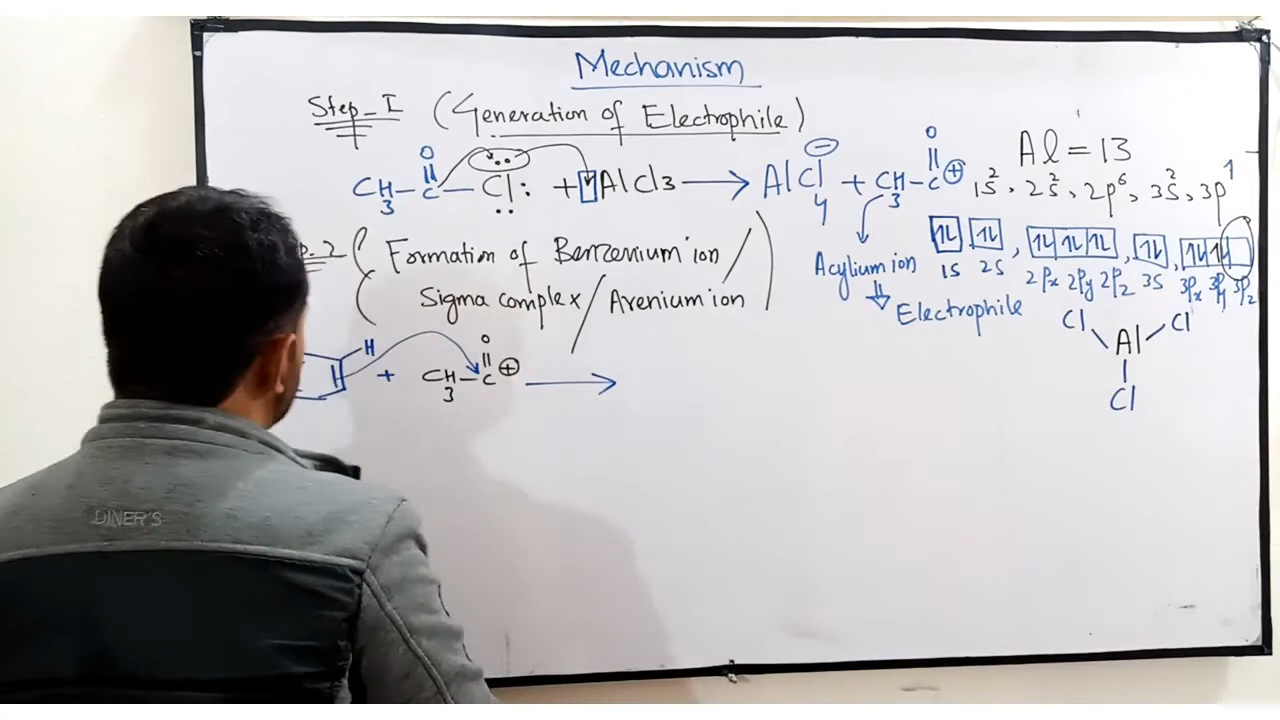 Mechanism
Step-I (Generation of Electrophile)
CH3–C(=O)–Cl: + AlCl3 ⟶ AlCl4⊖ + CH3–C(=O)⊕
Al = 13
1s², 2s², 2p⁶, 3s², 3p¹
1s 2s 2px 2py 2pz 3s 3px 3py 3pz
Acylium ion
⇓ Electrophile
p.2 (Formation of Benzenium ion /
Sigma complex / Arenium ion)
H + CH3–C(=O)⊕ ⟶
Cl Al Cl
Cl
DINER'S